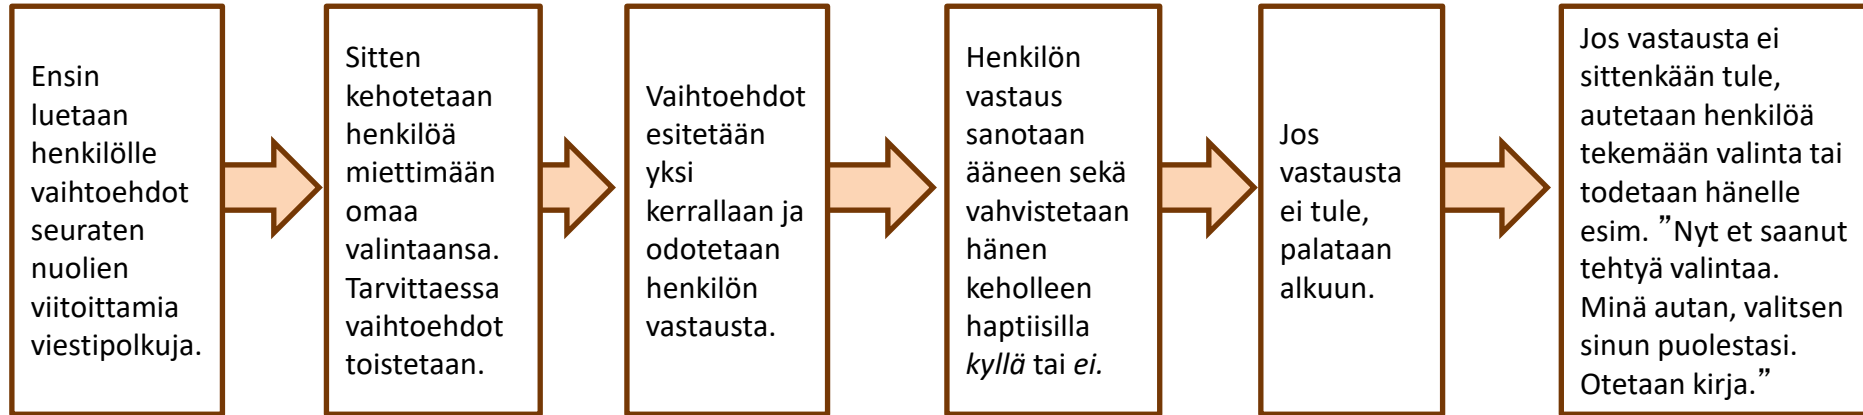 Ensin
luetaan
henkilölle
vaihtoehdot
seuraten
nuolien
viitoittamia
viestipolkuja.
Sitten
kehotetaan
henkilöä
miettimään
omaa
valintaansa.
Tarvittaessa
vaihtoehdot
toistetaan.
Vaihtoehdot
esitetään
yksi
kerrallaan ja
odotetaan
henkilön
vastausta.
Henkilön
vastaus
sanotaan
ääneen sekä
vahvistetaan
hänen
keholleen
haptiisilla
kyllä tai ei.
Jos
vastausta
ei tule,
palataan
alkuun.
Jos vastausta ei
sittenkään tule,
autetaan henkilöä
tekemään valinta tai
todetaan hänelle
esim. ”Nyt et saanut
tehtyä valintaa.
Minä autan, valitsen
sinun puolestasi.
Otetaan kirja.”